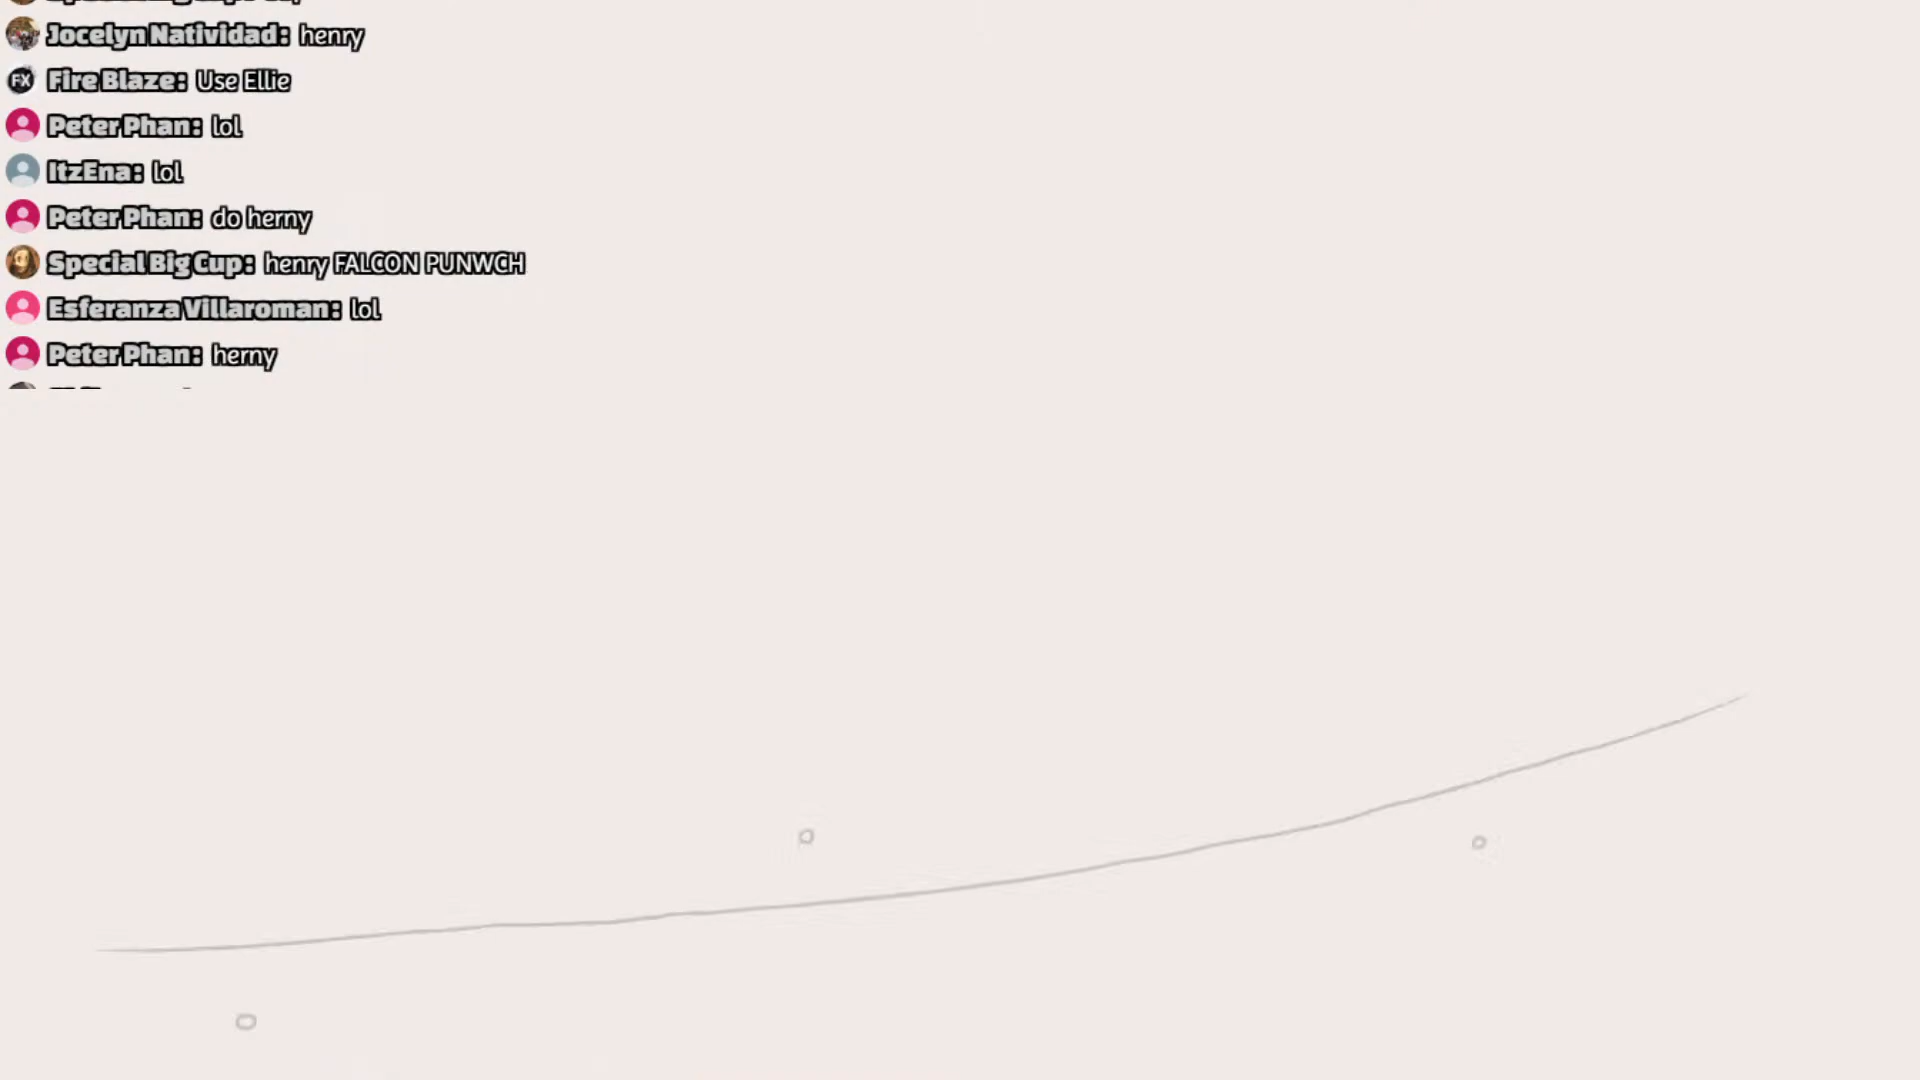 Jocelyn Natividad: henry
FX Fire Blaze: Use Ellie
Peter Phan: lol
ItzEna: lol
Peter Phan: do herny
Special Big Cup: henry FALCON PUNWCH
Esferanza Villaroman: lol
Peter Phan: herny